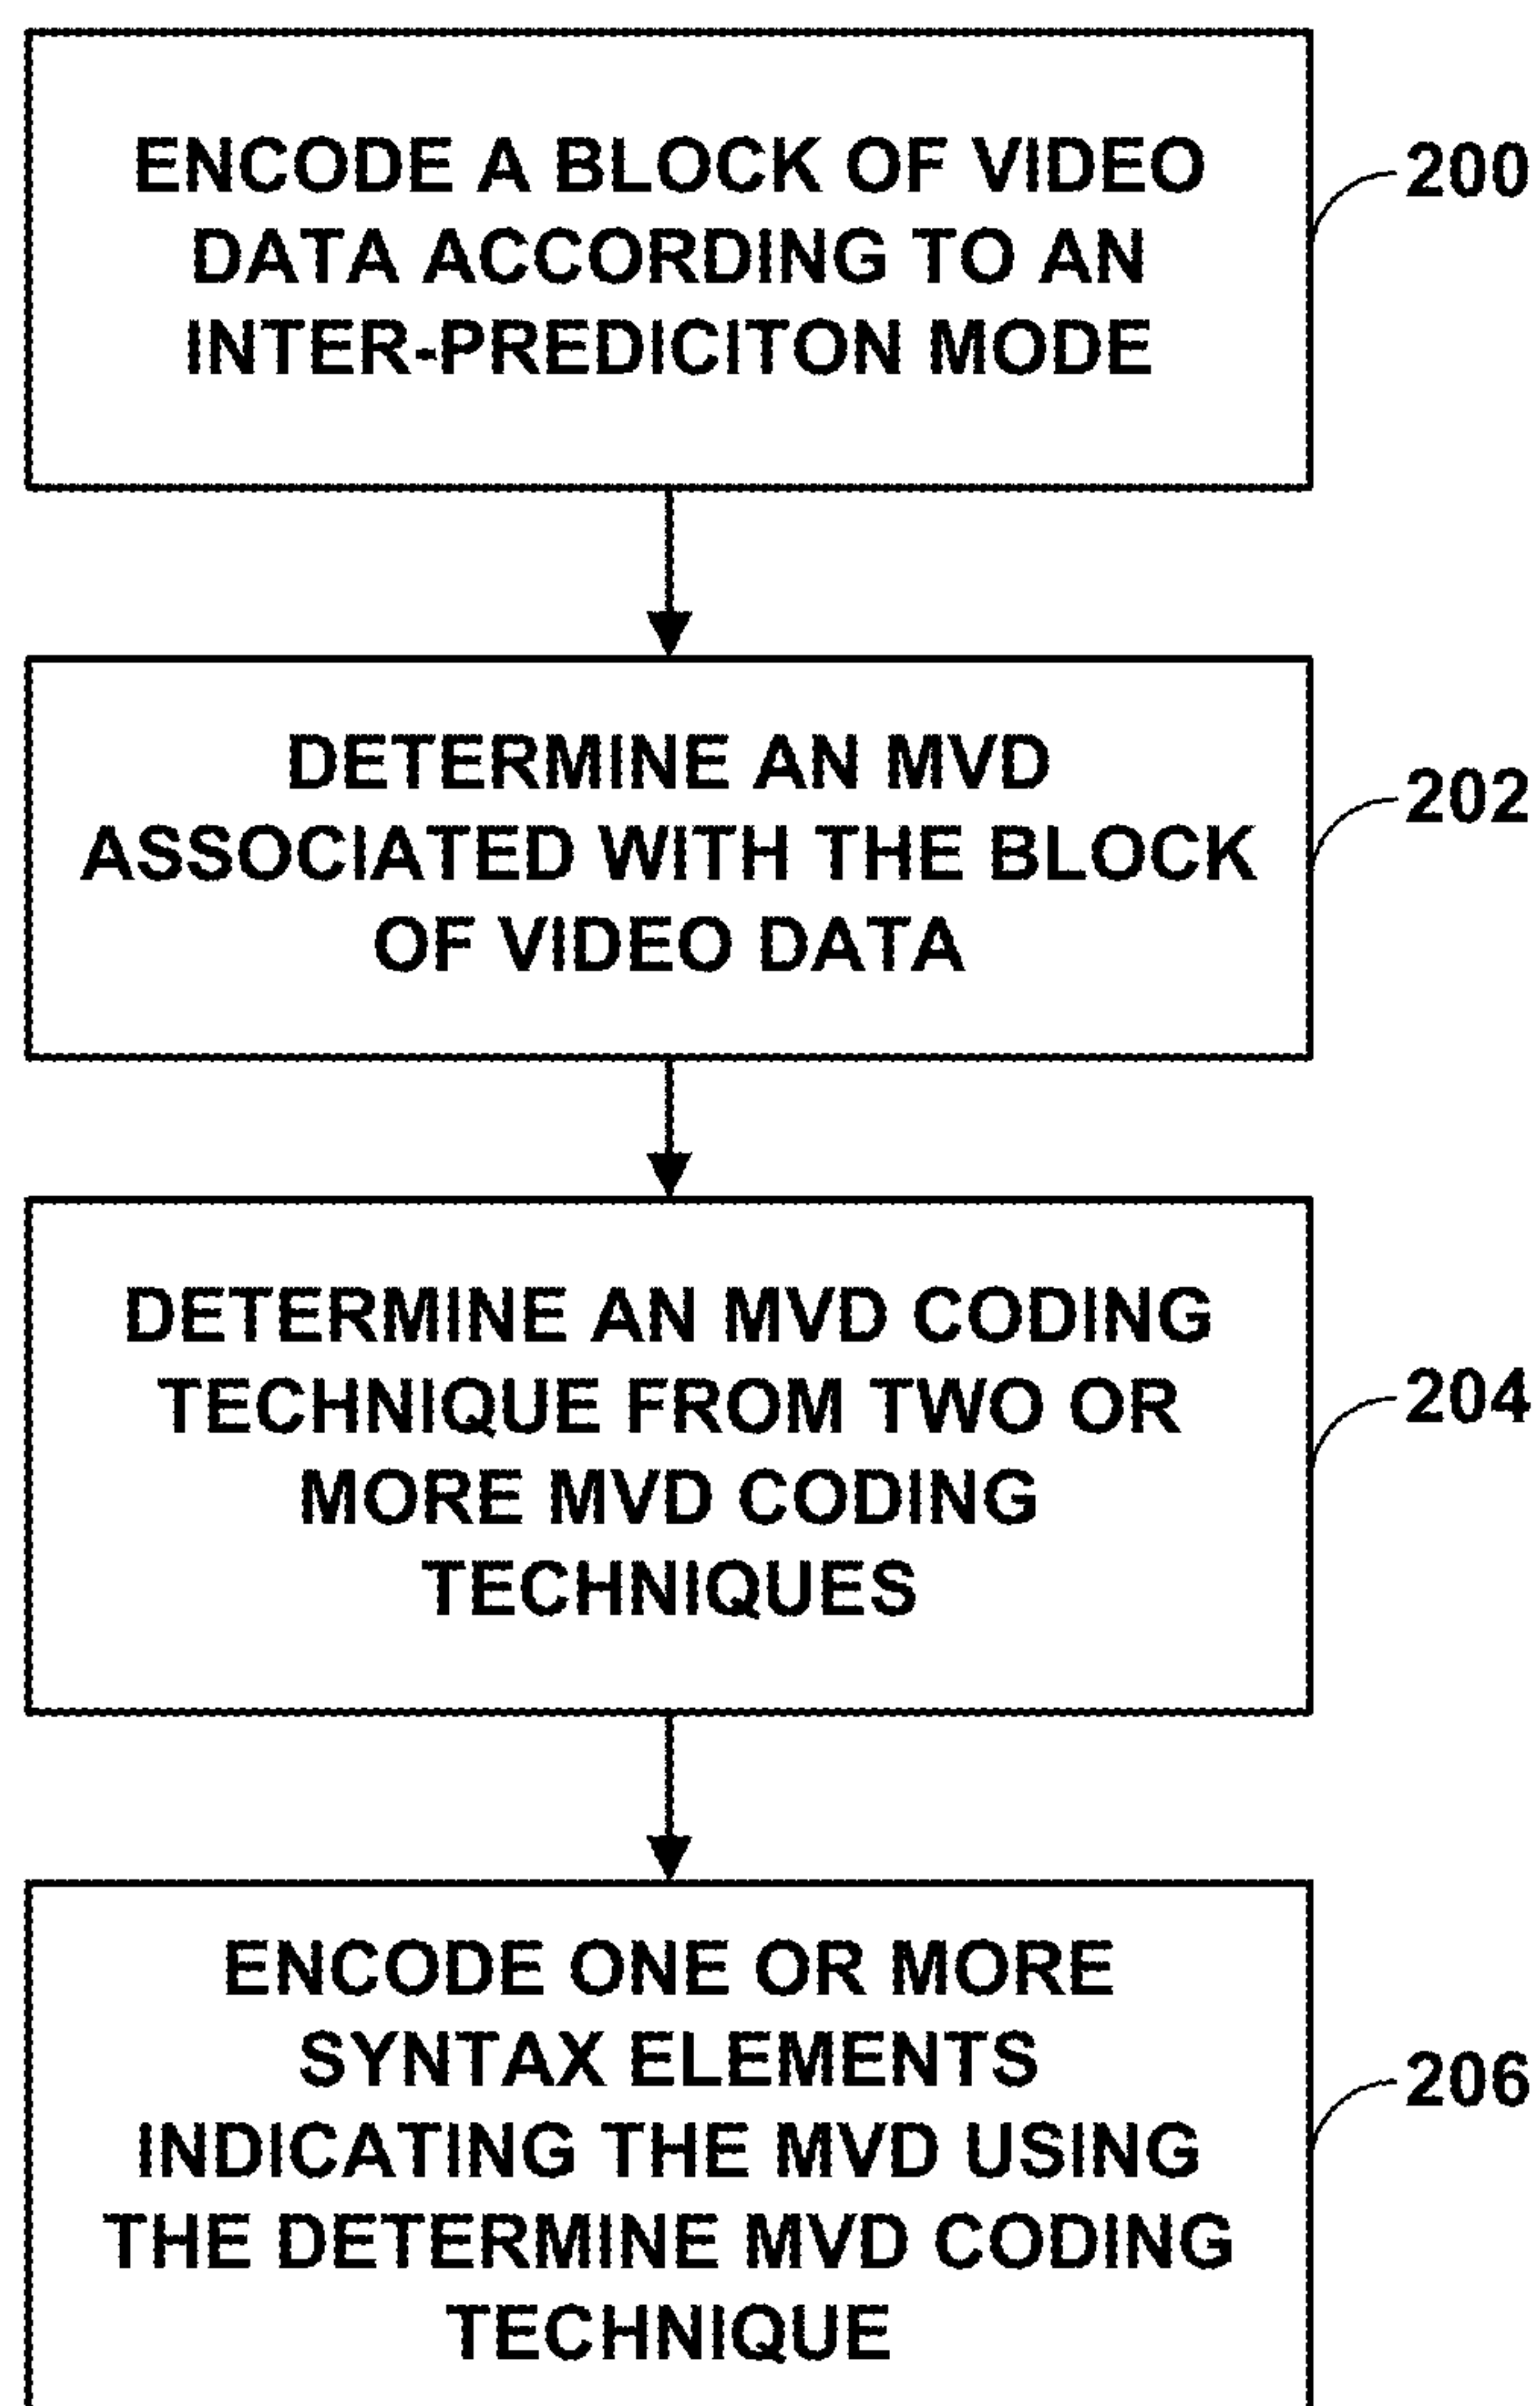 ENCODE A BLOCK OF VIDEO
DATA ACCORDING TO AN
INTER-PREDICITON MODE
200
DETERMINE AN MVD
ASSOCIATED WITH THE BLOCK
OF VIDEO DATA
202
DETERMINE AN MVD CODING
TECHNIQUE FROM TWO OR
MORE MVD CODING
TECHNIQUES
204
ENCODE ONE OR MORE
SYNTAX ELEMENTS
INDICATING THE MVD USING
THE DETERMINE MVD CODING
TECHNIQUE
206